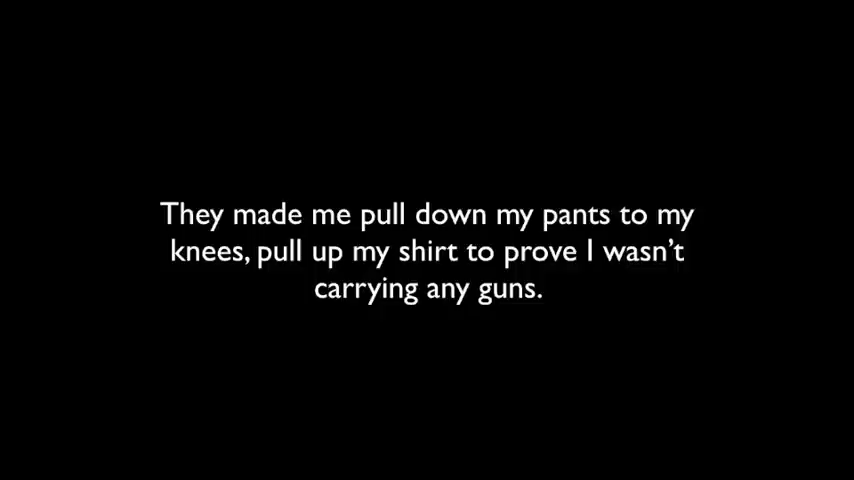 They made me pull down my pants to my
knees, pull up my shirt to prove I wasn’t
carrying any guns.